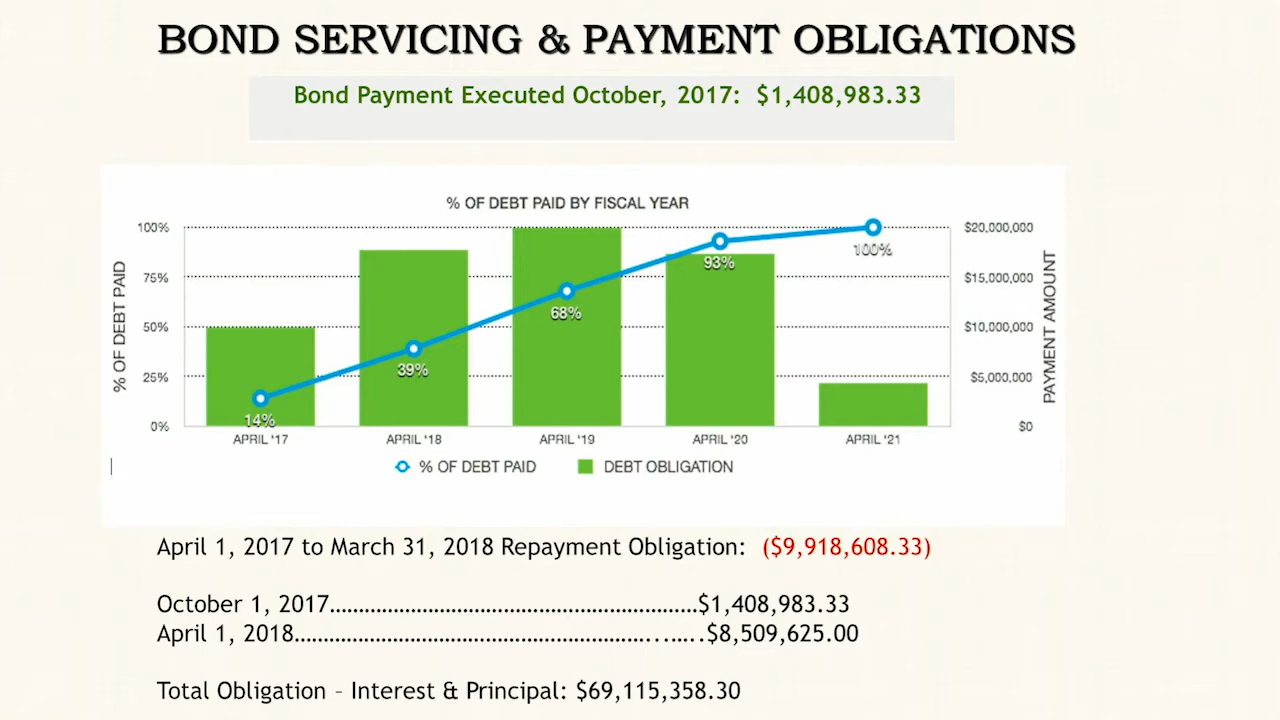 BOND SERVICING & PAYMENT OBLIGATIONS
Bond Payment Executed October, 2017: $1,408,983.33
% OF DEBT PAID BY FISCAL YEAR
100%
75%
50%
25%
0%
% OF DEBT PAID
$20,000,000
$15,000,000
$10,000,000
$5,000,000
$0
PAYMENT AMOUNT
14%
39%
68%
93%
100%
APRIL '17 APRIL '18 APRIL '19 APRIL '20 APRIL '21
% OF DEBT PAID DEBT OBLIGATION
April 1, 2017 to March 31, 2018 Repayment Obligation: ($9,918,608.33)
October 1, 2017................................................................$1,408,983.33
April 1, 2018......................................................................$8,509,625.00
Total Obligation – Interest & Principal: $69,115,358.30